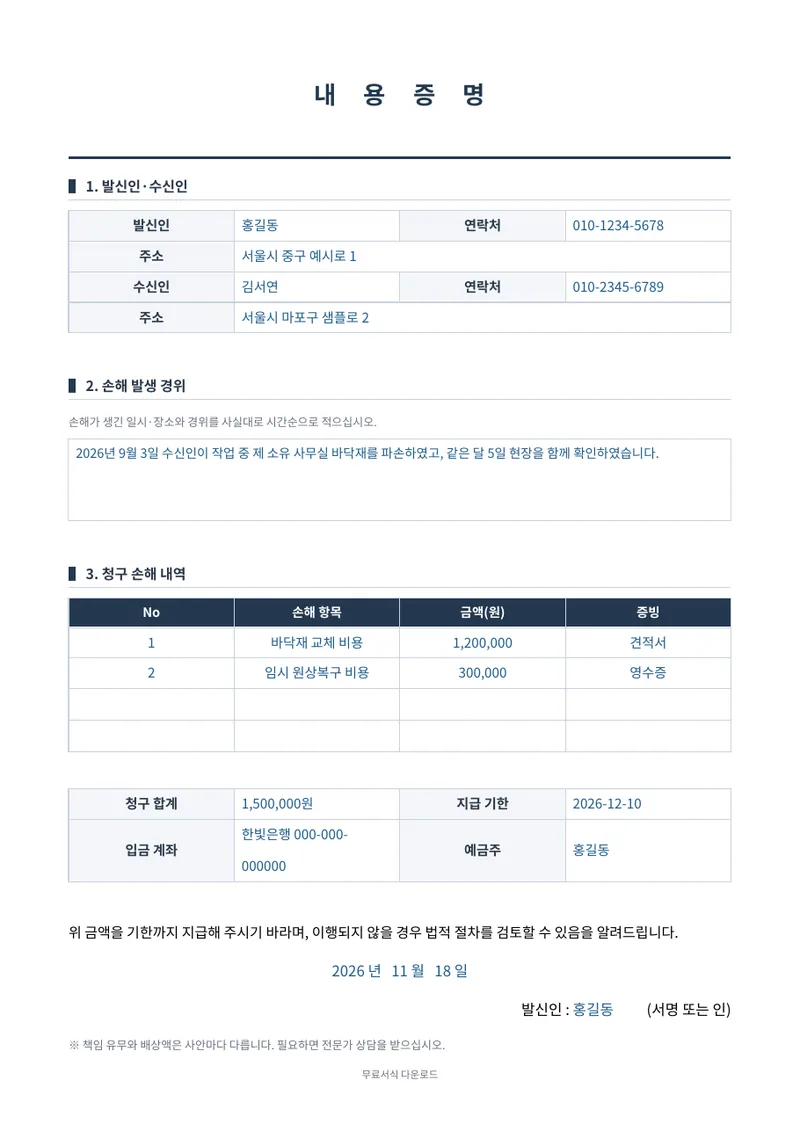 내 용 증 명
1. 발신인·수신인
발신인 홍길동 연락처 010-1234-5678
주소 서울시 중구 예시로 1
수신인 김서연 연락처 010-2345-6789
주소 서울시 마포구 샘플로 2
2. 손해 발생 경위
손해가 생긴 일시·장소와 경위를 사실대로 시간순으로 적으십시오.
2026년 9월 3일 수신인이 작업 중 제 소유 사무실 바닥재를 파손하였고, 같은 달 5일 현장을 함께 확인하였습니다.
3. 청구 손해 내역
No 손해 항목 금액(원) 증빙
1 바닥재 교체 비용 1,200,000 견적서
2 임시 원상복구 비용 300,000 영수증
청구 합계 1,500,000원 지급 기한 2026-12-10
입금 계좌 한빛은행 000-000-
000000 예금주 홍길동
위 금액을 기한까지 지급해 주시기 바라며, 이행되지 않을 경우 법적 절차를 검토할 수 있음을 알려드립니다.
2026 년 11 월 18 일
발신인 : 홍길동 (서명 또는 인)
※ 책임 유무와 배상액은 사안마다 다릅니다. 필요하면 전문가 상담을 받으십시오.
무료서식 다운로드